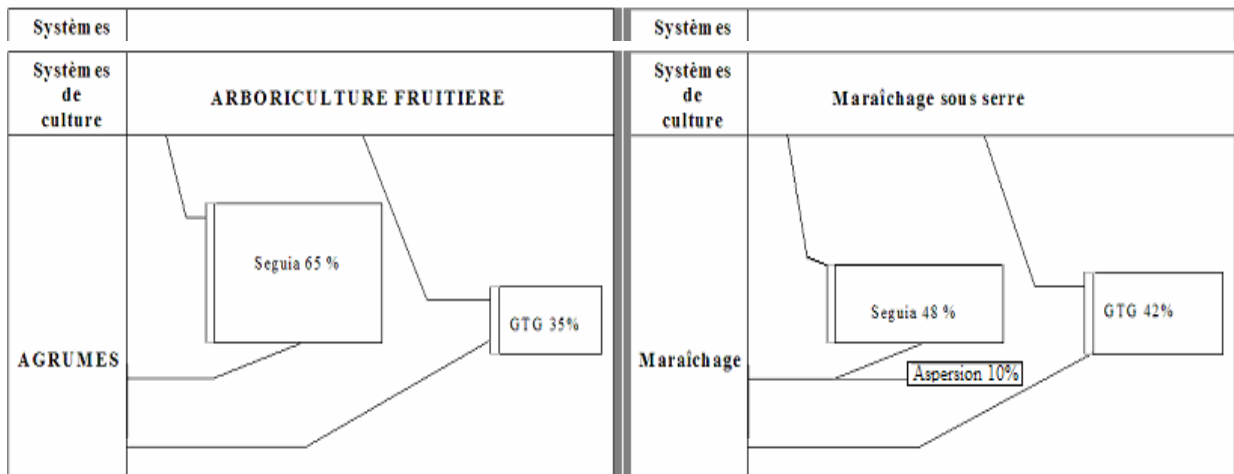 Systèmes
Systèmes
de
culture
ARBORICULTURE FRUITIERE
Seguia 65 %
GTG 35%
AGRUMES
Systèmes
Systèmes
de
culture
Maraîchage sous serre
Seguia 48 %
GTG 42%
Maraîchage
Aspersion 10%